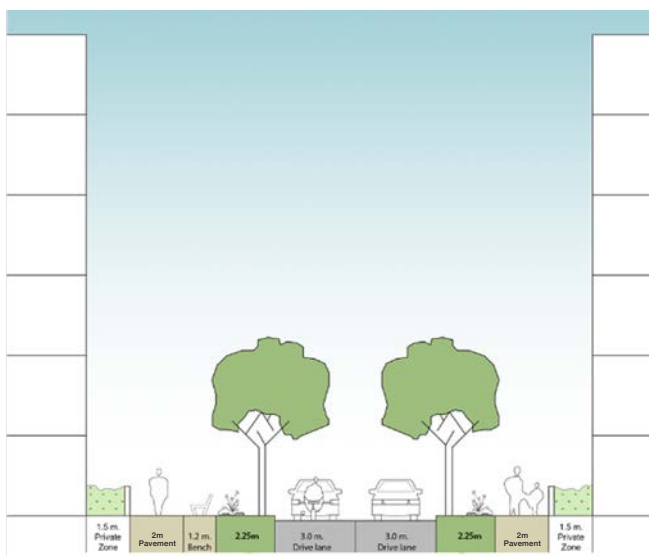 1.5 m.
Private
Zone
2m
Pavement
1.2 m.
Bench
2.25m
3.0 m.
Drive lane
3.0 m.
Drive lane
2.25m
2m
Pavement
1.5 m.
Private
Zone